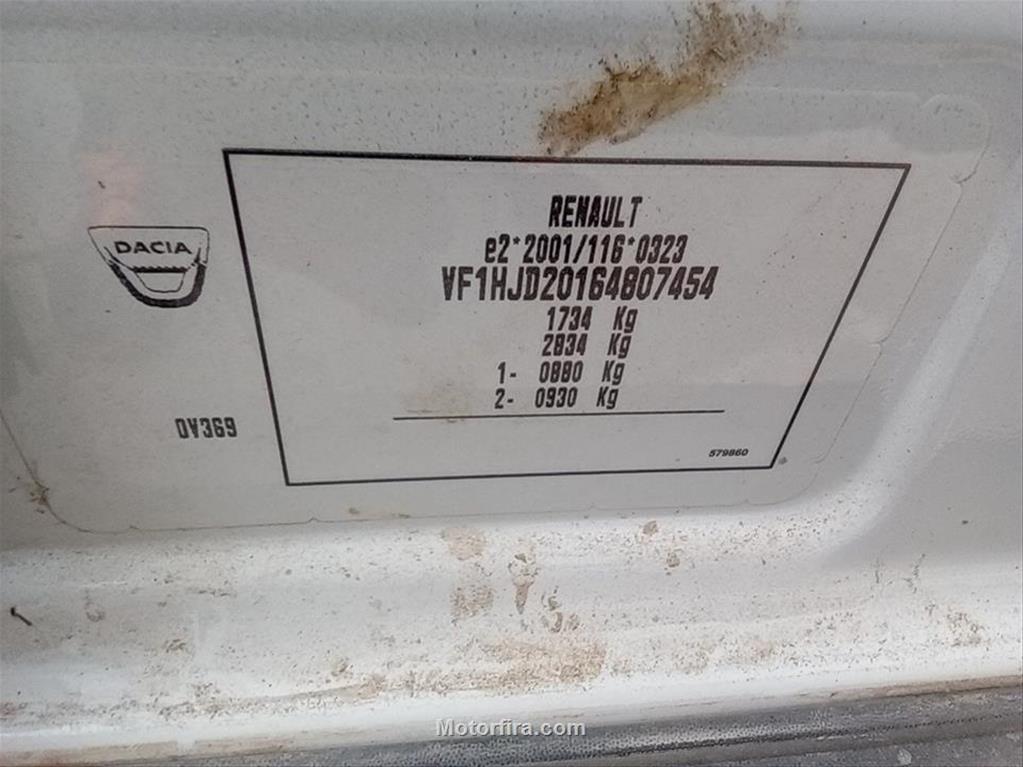 RENAULT
e2*2001/116*0323
VF1HJD20164807454
1734 Kg
2834 Kg
1- 0880 Kg
2- 0930 Kg
DACIA
0V369
579860
Motorfira.com